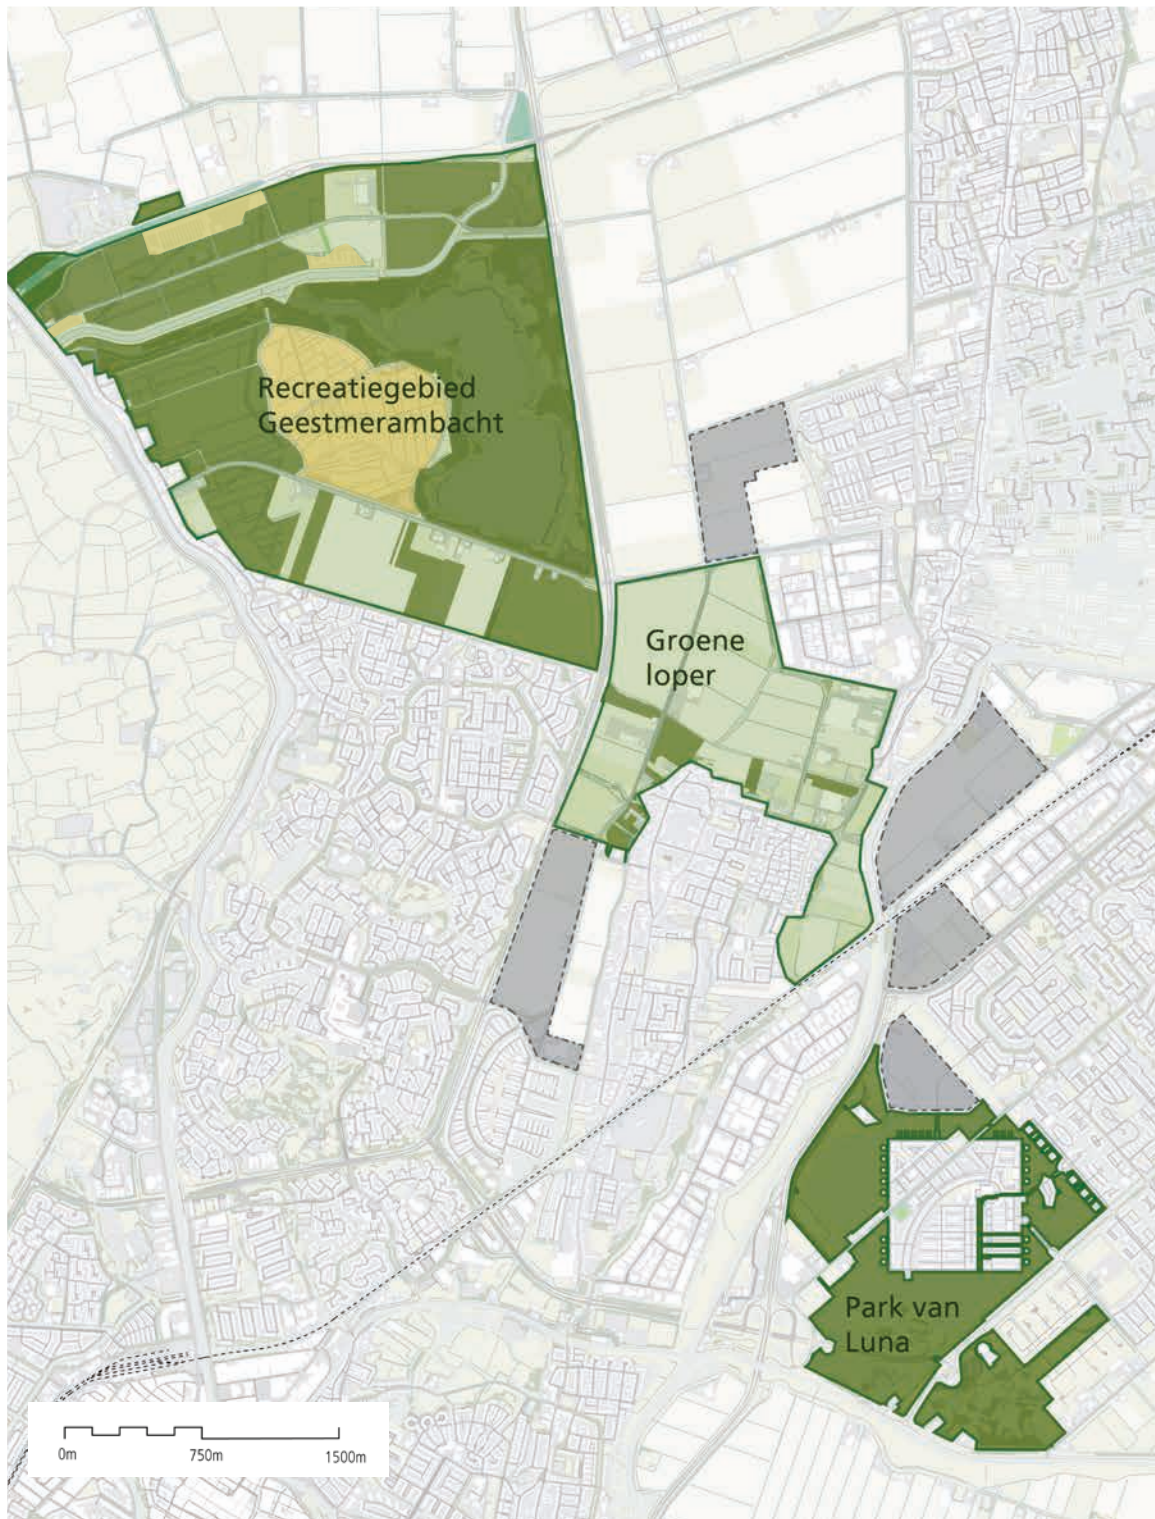 Recreatiegebied
Geestmerambacht
Groene
loper
Park van
Luna
0m 750m 1500m